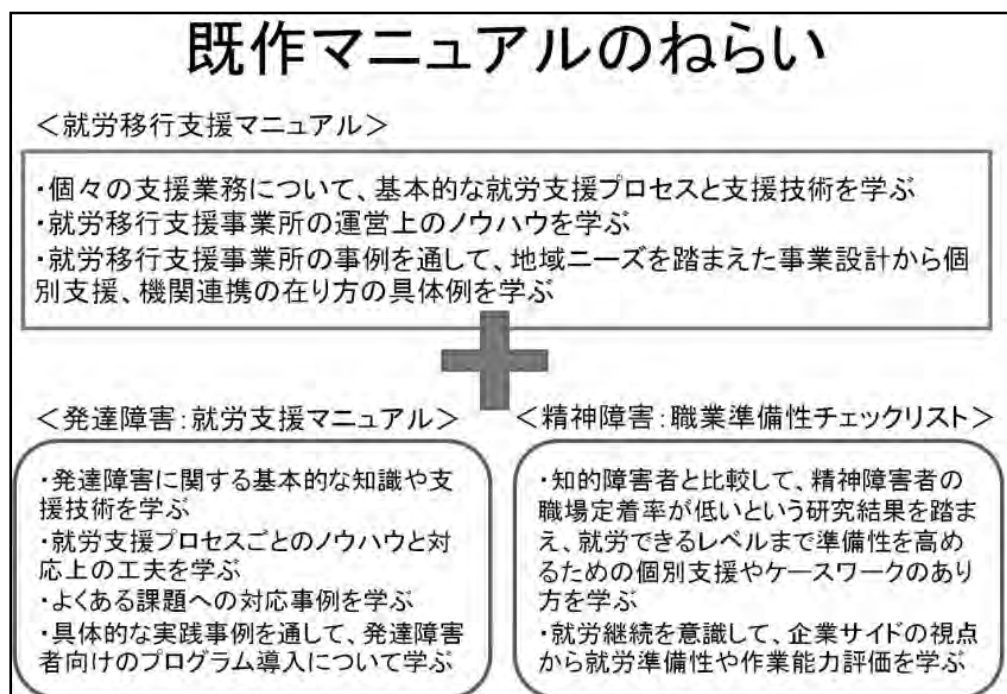 既作マニュアルのねらい
＜就労移行支援マニュアル＞
・個々の支援業務について、基本的な就労支援プロセスと支援技術を学ぶ
・就労移行支援事業所の運営上のノウハウを学ぶ
・就労移行支援事業所の事例を通して、地域ニーズを踏まえた事業設計から個
別支援、機関連携の在り方の具体例を学ぶ
＜発達障害：就労支援マニュアル＞
・発達障害に関する基本的な知識や支
援技術を学ぶ
・就労支援プロセスごとのノウハウと対
応上の工夫を学ぶ
・よくある課題への対応事例を学ぶ
・具体的な実践事例を通して、発達障害
者向けのプログラム導入について学ぶ
＜精神障害：職業準備性チェックリスト＞
・知的障害者と比較して、精神障害者の
職場定着率が低いという研究結果を踏ま
え、就労できるレベルまで準備性を高め
るための個別支援やケースワークのあり
方を学ぶ
・就労継続を意識して、企業サイドの視点
から就労準備性や作業能力評価を学ぶ